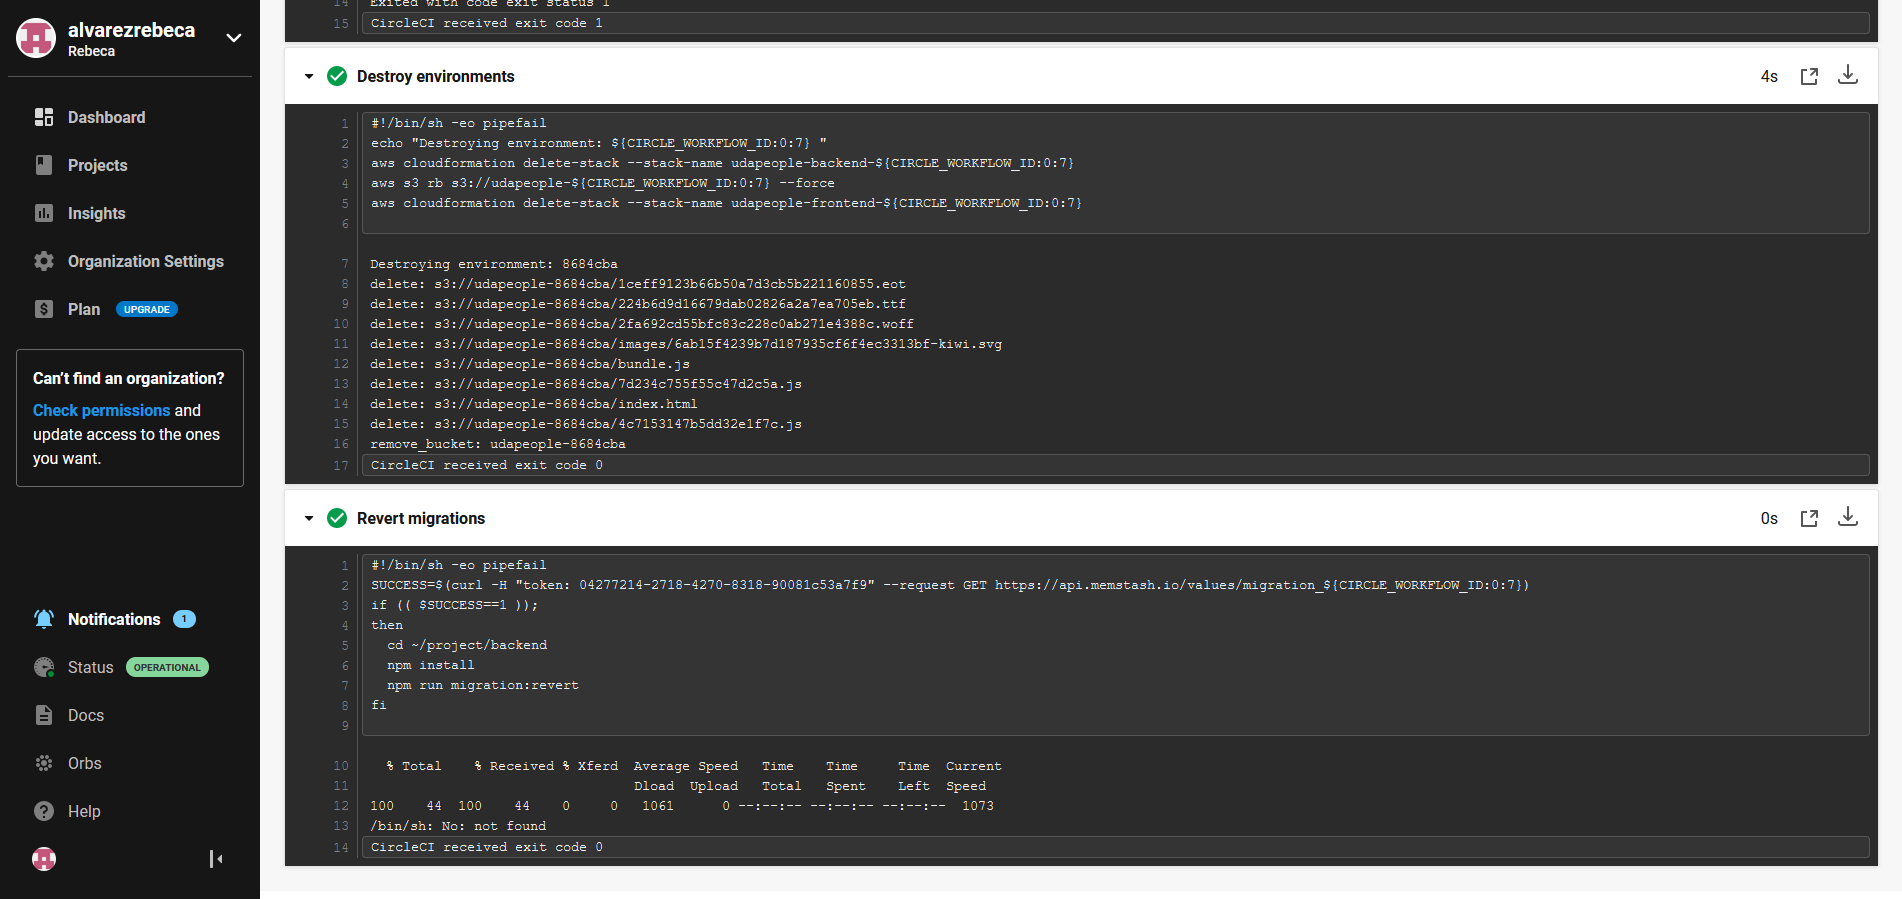 alvarezrebeca
Rebeca
Dashboard
Projects
Insights
Organization Settings
Plan UPGRADE
Can't find an organization?
Check permissions and
update access to the ones
you want.
Notifications 1
Status OPERATIONAL
Docs
Orbs
Help
14 Exited with code exit status 1
15 CircleCI received exit code 1
Destroy environments 4s
1 #!/bin/sh -eo pipefail
2 echo "Destroying environment: ${CIRCLE_WORKFLOW_ID:0:7} "
3 aws cloudformation delete-stack --stack-name udapeople-backend-${CIRCLE_WORKFLOW_ID:0:7}
4 aws s3 rb s3://udapeople-${CIRCLE_WORKFLOW_ID:0:7} --force
5 aws cloudformation delete-stack --stack-name udapeople-frontend-${CIRCLE_WORKFLOW_ID:0:7}
6
7 Destroying environment: 8684cba
8 delete: s3://udapeople-8684cba/1ceff9123b66b50a7d3cb5b221160855.eot
9 delete: s3://udapeople-8684cba/224b6d9d16679dab02826a2a7ea705eb.ttf
10 delete: s3://udapeople-8684cba/2fa692cd55bfc83c228c0ab271e4388c.woff
11 delete: s3://udapeople-8684cba/images/6ab15f4239b7d187935cf6f4ec3313bf-kiwi.svg
12 delete: s3://udapeople-8684cba/bundle.js
13 delete: s3://udapeople-8684cba/7d234c755f55c47d2c5a.js
14 delete: s3://udapeople-8684cba/index.html
15 delete: s3://udapeople-8684cba/4c7153147b5dd32e1f7c.js
16 remove_bucket: udapeople-8684cba
17 CircleCI received exit code 0
Revert migrations 0s
1 #!/bin/sh -eo pipefail
2 SUCCESS=$(curl -H "token: 04277214-2718-4270-8318-90081c53a7f9" --request GET https://api.memstash.io/values/migration_${CIRCLE_WORKFLOW_ID:0:7})
3 if (( $SUCCESS==1 ));
4 then
5 cd ~/project/backend
6 npm install
7 npm run migration:revert
8 fi
9
10 % Total % Received % Xferd Average Speed Time Time Time Current
11 Dload Upload Total Spent Left Speed
12 100 44 100 44 0 0 1061 0 --:--:-- --:--:-- --:--:-- 1073
13 /bin/sh: No: not found
14 CircleCI received exit code 0